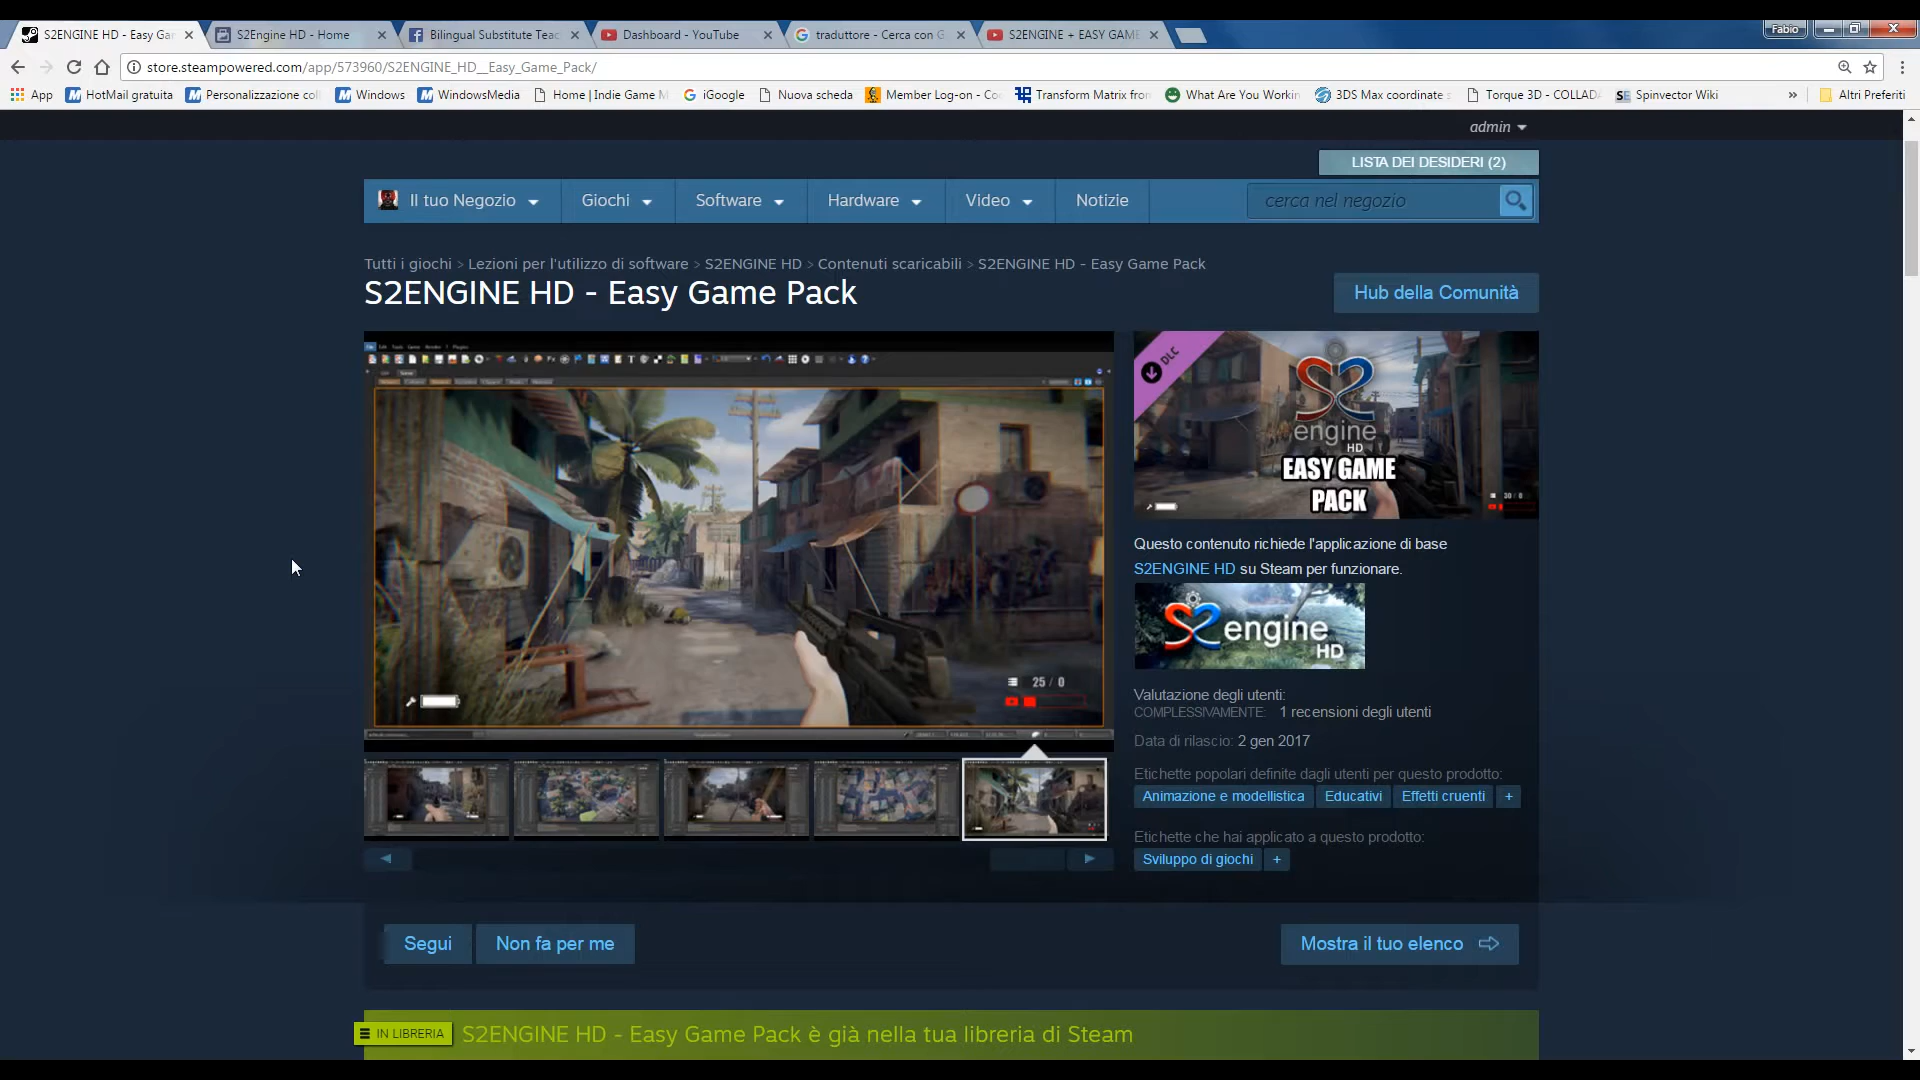 S2ENGINE HD - Easy Gam
S2Engine HD - Home
Bilingual Substitute Teac
Dashboard - YouTube
traduttore - Cerca con G
S2ENGINE + EASY GAME
Fabio
store.steampowered.com/app/573960/S2ENGINE_HD__Easy_Game_Pack/
App
HotMail gratuita
Personalizzazione col
Windows
WindowsMedia
Home | Indie Game M
iGoogle
Nuova scheda
Member Log-on - Co
Transform Matrix from
What Are You Workin
3DS Max coordinate s
Torque 3D - COLLADA
Spinvector Wiki
»
Altri Preferiti
admin
LISTA DEI DESIDERI (2)
Il tuo Negozio
Giochi
Software
Hardware
Video
Notizie
cerca nel negozio
Tutti i giochi > Lezioni per l'utilizzo di software > S2ENGINE HD > Contenuti scaricabili > S2ENGINE HD - Easy Game Pack
S2ENGINE HD - Easy Game Pack
Hub della Comunità
25 / 0
DLC
S2
engine
HD
EASY GAME
PACK
30 / 0
Questo contenuto richiede l'applicazione di base
S2ENGINE HD su Steam per funzionare.
S2 engine
HD
Valutazione degli utenti:
COMPLESSIVAMENTE: 1 recensioni degli utenti
Data di rilascio: 2 gen 2017
Etichette popolari definite dagli utenti per questo prodotto:
Animazione e modellistica
Educativi
Effetti cruenti
+
Etichette che hai applicato a questo prodotto:
Sviluppo di giochi
+
Segui
Non fa per me
Mostra il tuo elenco
IN LIBRERIA
S2ENGINE HD - Easy Game Pack è già nella tua libreria di Steam